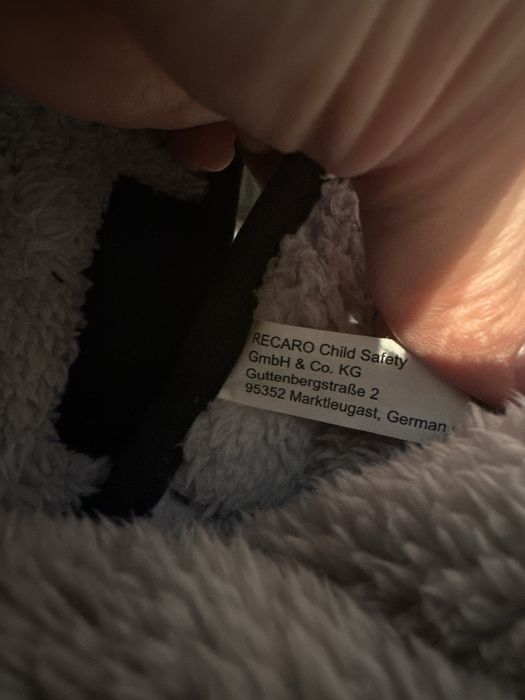 RECARO Child Safety
GmbH & Co. KG
Guttenbergstraße 2
95352 Marktleugast, German